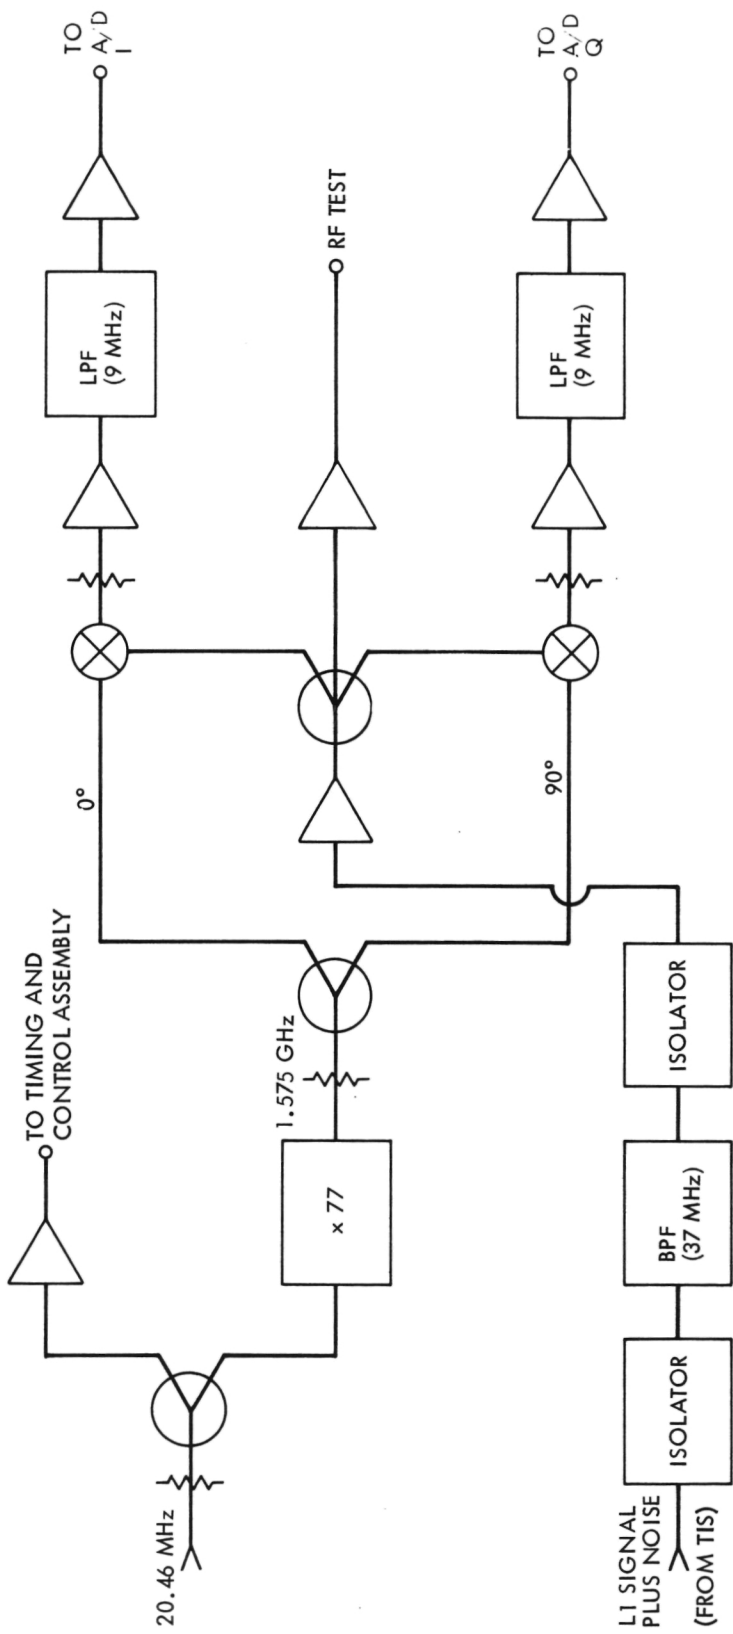 20.46 MHz
TO TIMING AND
CONTROL ASSEMBLY
x 77
1.575 GHz
0°
90°
LPF
(9 MHz)
TO
A/D
I
RF TEST
LPF
(9 MHz)
TO
A/D
Q
L1 SIGNAL
PLUS NOISE
(FROM TIS)
ISOLATOR
BPF
(37 MHz)
ISOLATOR